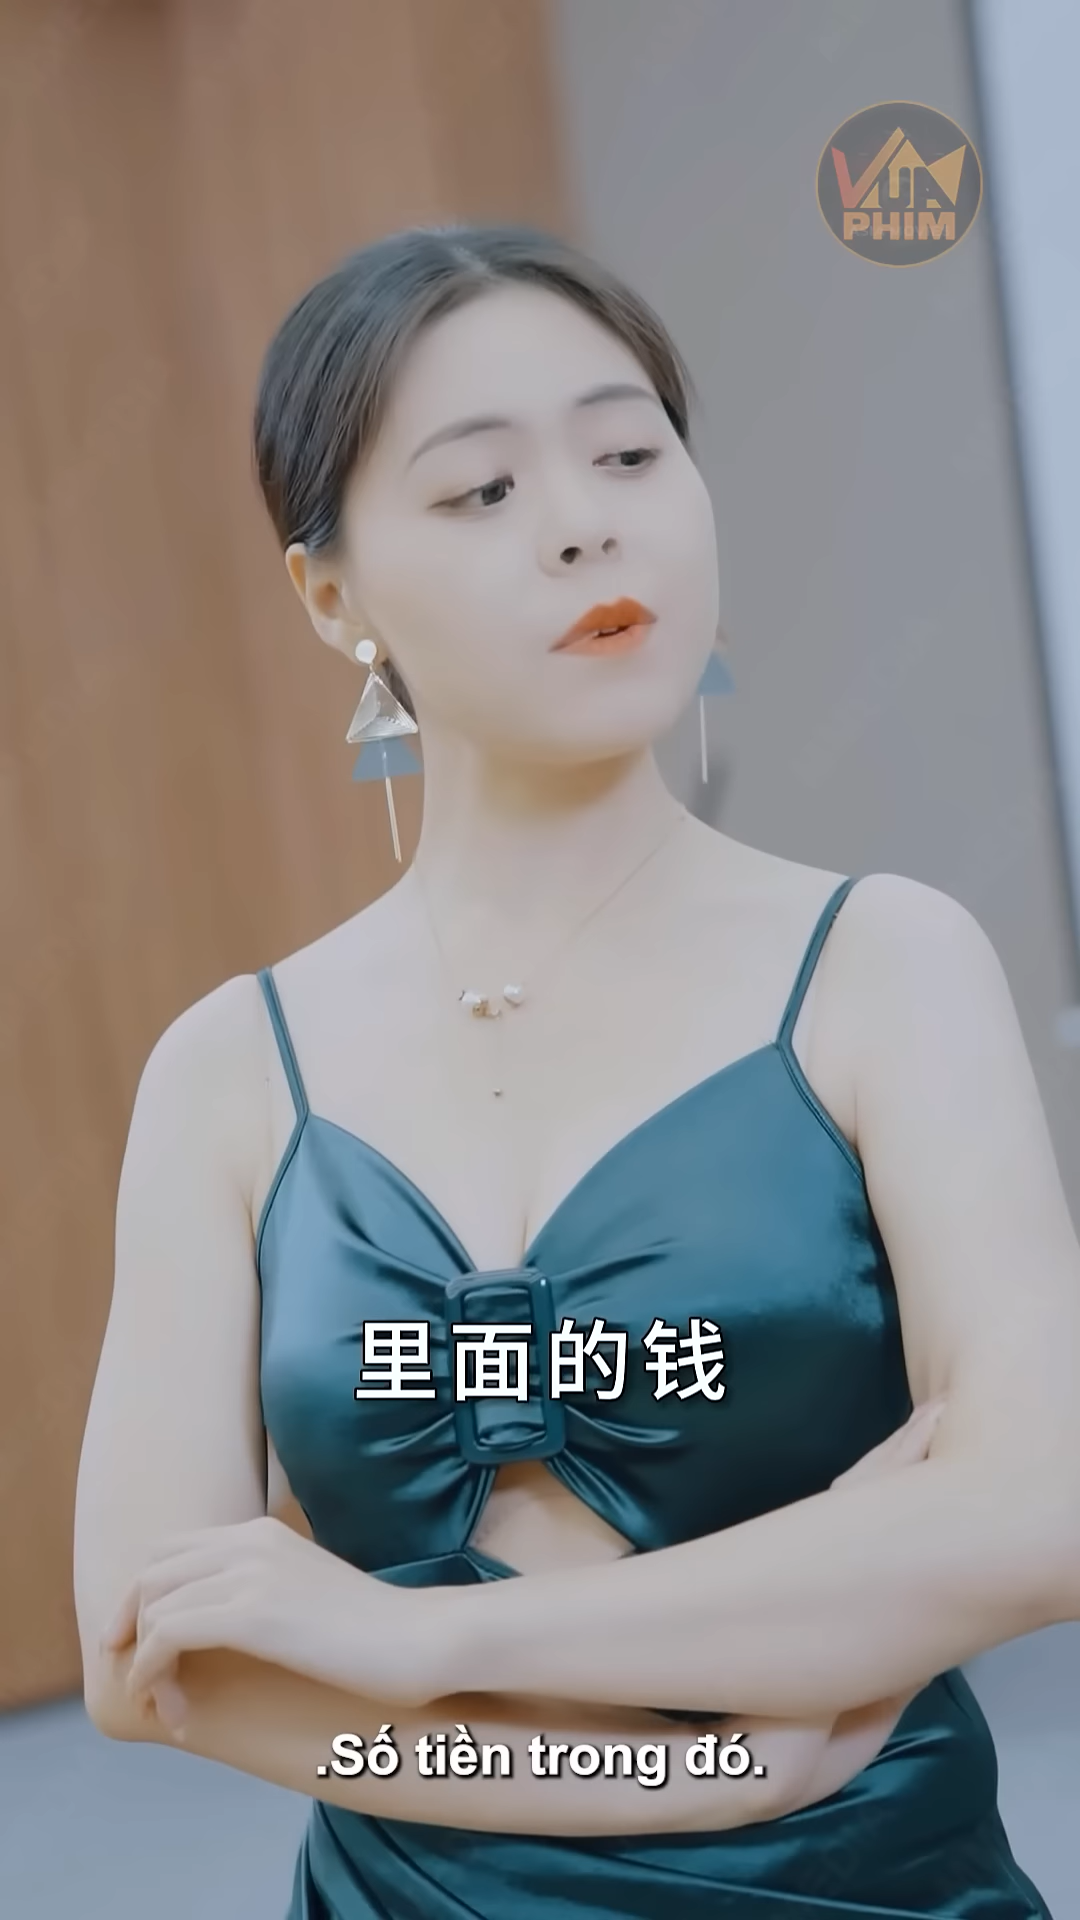 VUA
PHIM
里面的钱
.Số tiền trong đó.